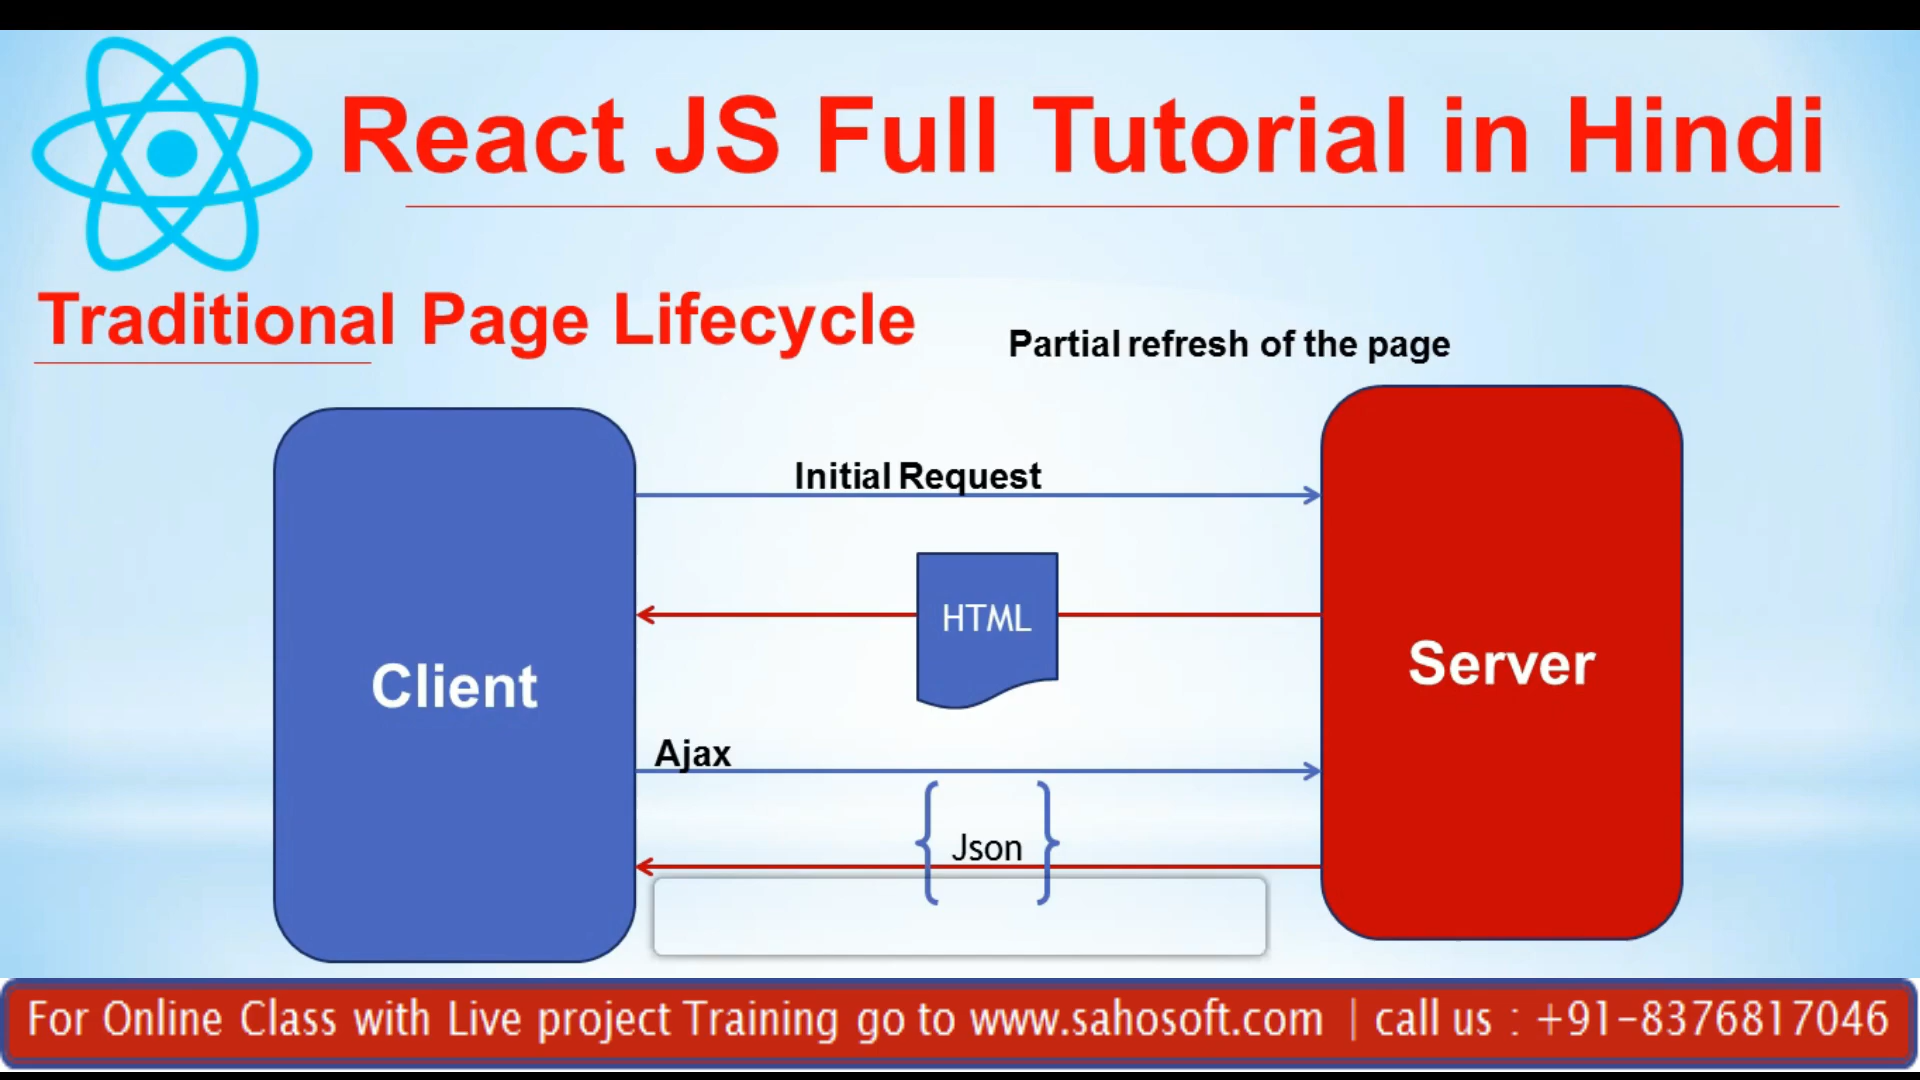 React JS Full Tutorial in Hindi
Traditional Page Lifecycle
Partial refresh of the page
Initial Request
HTML
Client
Server
Ajax
Json
For Online Class with Live project Training go to www.sahosoft.com | call us : +91-8376817046